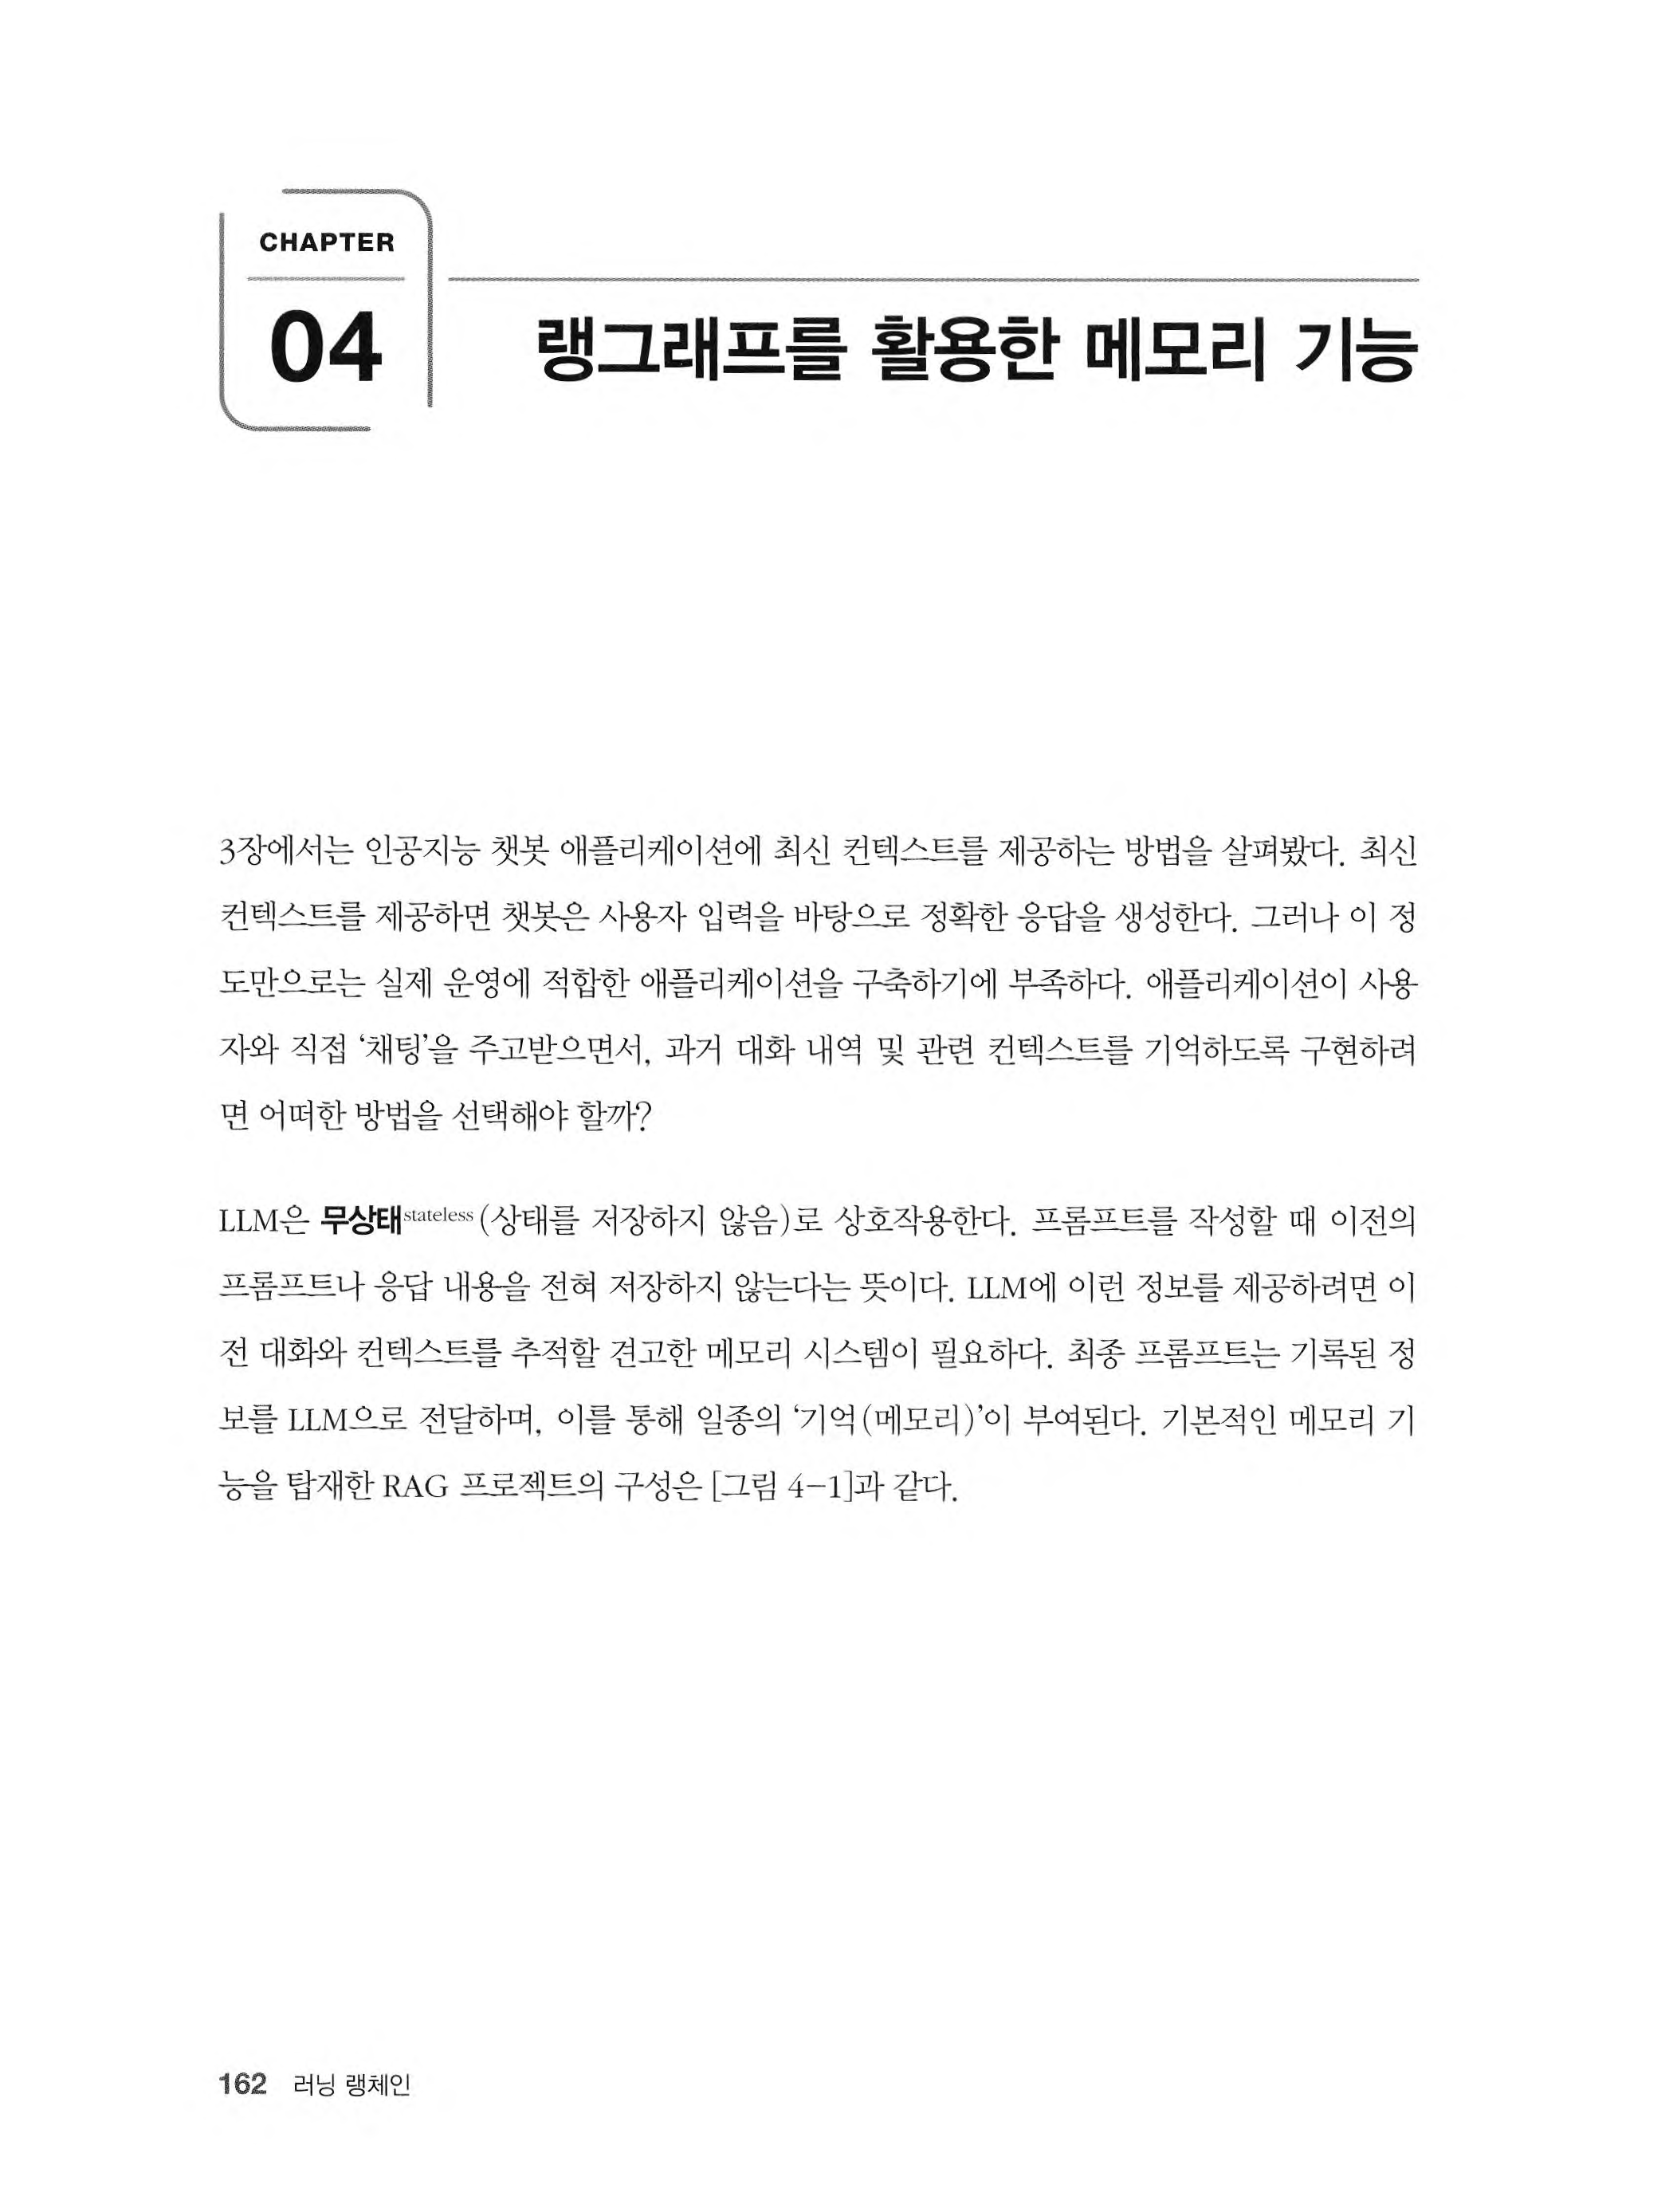 CHAPTER
04
랭그래프를 활용한 메모리 기능
3장에서는 인공지능 챗봇 애플리케이션에 최신 컨텍스트를 제공하는 방법을 살펴봤다. 최신
컨텍스트를 제공하면 챗봇은 사용자 입력을 바탕으로 정확한 응답을 생성한다. 그러나 이 정
도만으로는 실제 운영에 적합한 애플리케이션을 구축하기에 부족하다. 애플리케이션이 사용
자와 직접 ‘채팅’을 주고받으면서, 과거 대화 내역 및 관련 컨텍스트를 기억하도록 구현하려
면 어떠한 방법을 선택해야 할까?
LLM은 무상태stateless(상태를 저장하지 않음)로 상호작용한다. 프롬프트를 작성할 때 이전의
프롬프트나 응답 내용을 전혀 저장하지 않는다는 뜻이다. LLM에 이런 정보를 제공하려면 이
전 대화와 컨텍스트를 추적할 견고한 메모리 시스템이 필요하다. 최종 프롬프트는 기록된 정
보를 LLM으로 전달하며, 이를 통해 일종의 ‘기억(메모리)’이 부여된다. 기본적인 메모리 기
능을 탑재한 RAG 프로젝트의 구성은 [그림 4-1]과 같다.
162 러닝 랭체인